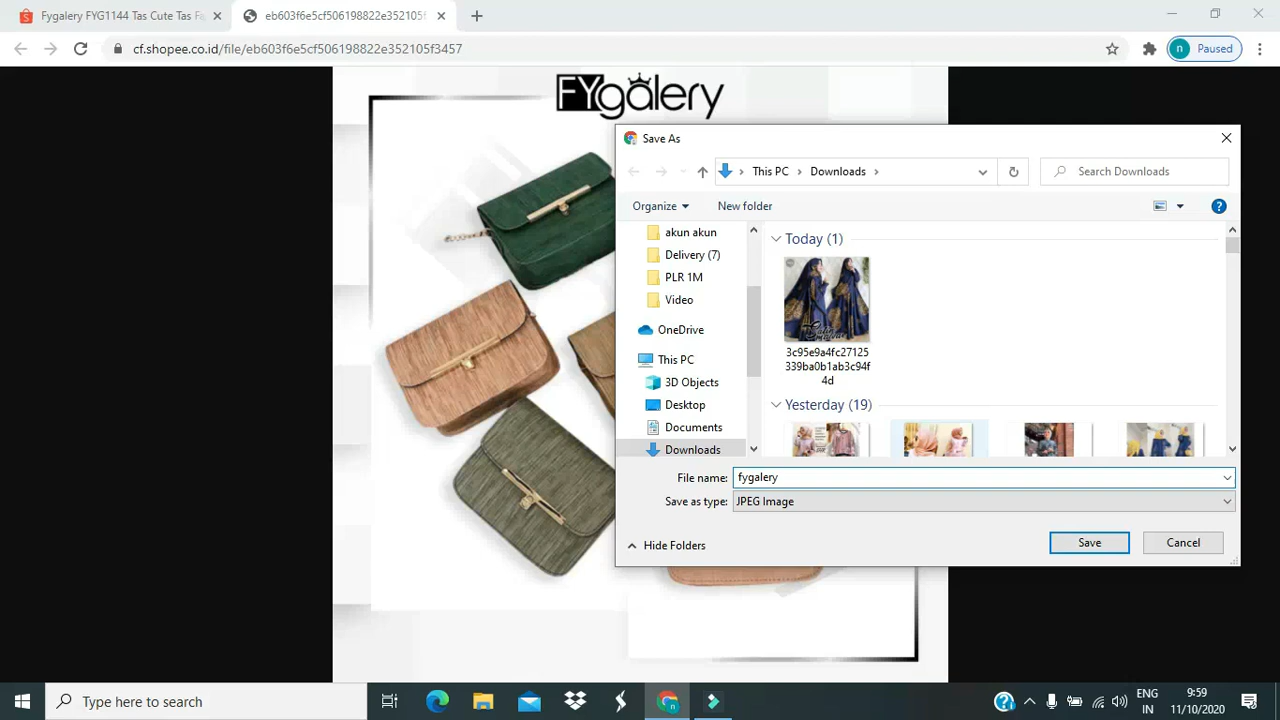 Fygalery FYG1144 Tas Cute Tas Fa
eb603f6e5cf506198822e352105f
cf.shopee.co.id/file/eb603f6e5cf506198822e352105f3457
n Paused
FYgalery
Save As
This PC > Downloads >
Search Downloads
Organize
New folder
akun akun
Delivery (7)
PLR 1M
Video
OneDrive
This PC
3D Objects
Desktop
Documents
Downloads
Today (1)
3c95e9a4fc27125
339ba0b1ab3c94f
4d
Yesterday (19)
File name: fygalery
Save as type: JPEG Image
Hide Folders
Save
Cancel
Type here to search
ENG
IN
9:59
11/10/2020